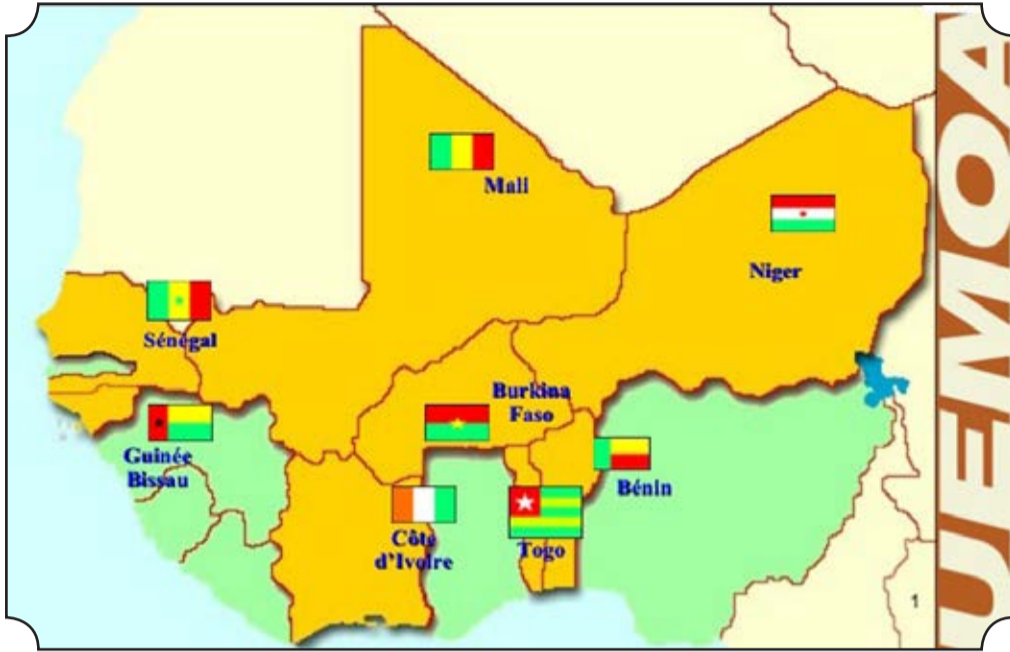 Mali
Niger
Sénégal
Burkina
Faso
Guinée
Bissau
Bénin
Côte
d'Ivoire
Togo
1
UEMOA